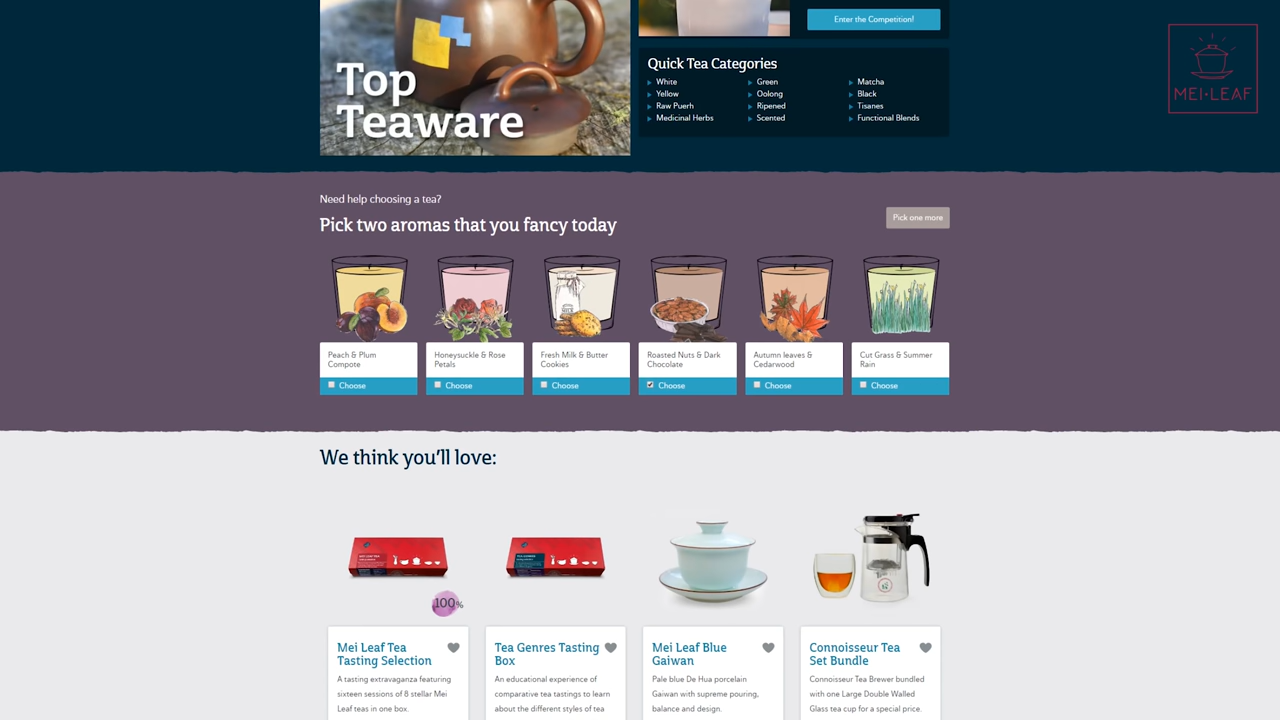 Top
Teaware
Enter the Competition!
Quick Tea Categories
White
Green
Matcha
Yellow
Oolong
Black
Raw Puerh
Ripened
Tisanes
Medicinal Herbs
Scented
Functional Blends
MEI·LEAF
Need help choosing a tea?
Pick two aromas that you fancy today
Pick one more
Peach & Plum
Compote
Choose
Honeysuckle & Rose
Petals
Choose
Fresh Milk & Butter
Cookies
Choose
Roasted Nuts & Dark
Chocolate
Choose
Autumn leaves &
Cedarwood
Choose
Cut Grass & Summer
Rain
Choose
We think you'll love:
100%
Mei Leaf Tea
Tasting Selection
A tasting extravaganza featuring
sixteen sessions of 8 stellar Mei
Leaf teas in one box.
Tea Genres Tasting
Box
An educational experience of
comparative tea tastings to learn
about the different styles of tea
Mei Leaf Blue
Gaiwan
Pale blue De Hua porcelain
Gaiwan with supreme pouring,
balance and design.
Connoisseur Tea
Set Bundle
Connoisseur Tea Brewer bundled
with one Large Double Walled
Glass tea cup for a special price.